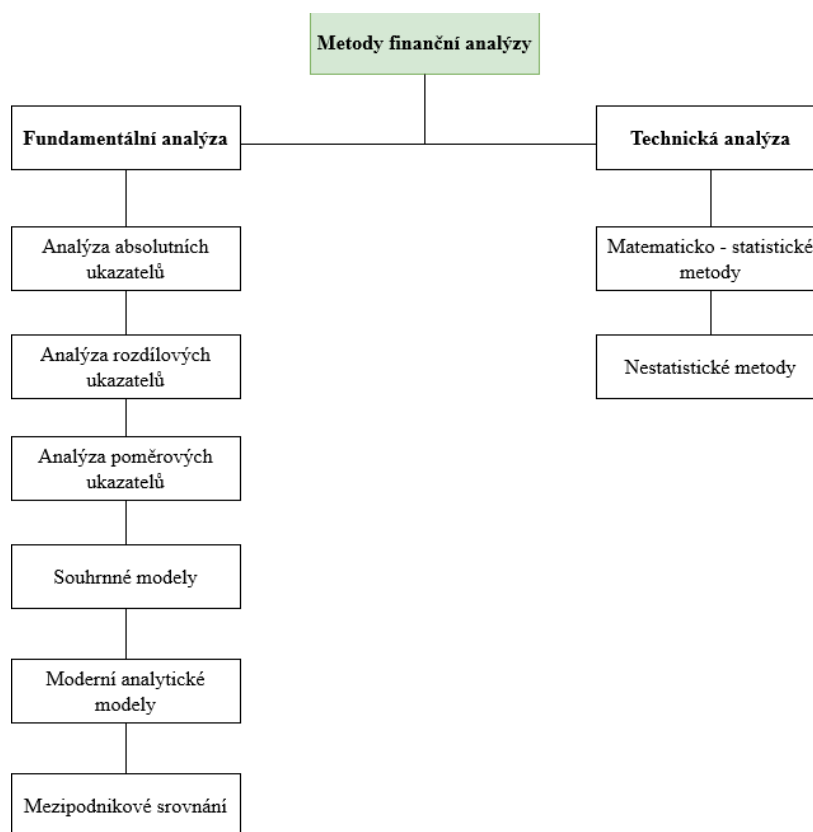 Metody finanční analýzy
Fundamentální analýza
Technická analýza
Analýza absolutních
ukazatelů
Matematicko - statistické
metody
Analýza rozdílových
ukazatelů
Nestatistické metody
Analýza poměrových
ukazatelů
Souhrnné modely
Moderní analytické
modely
Mezipodnikové srovnání